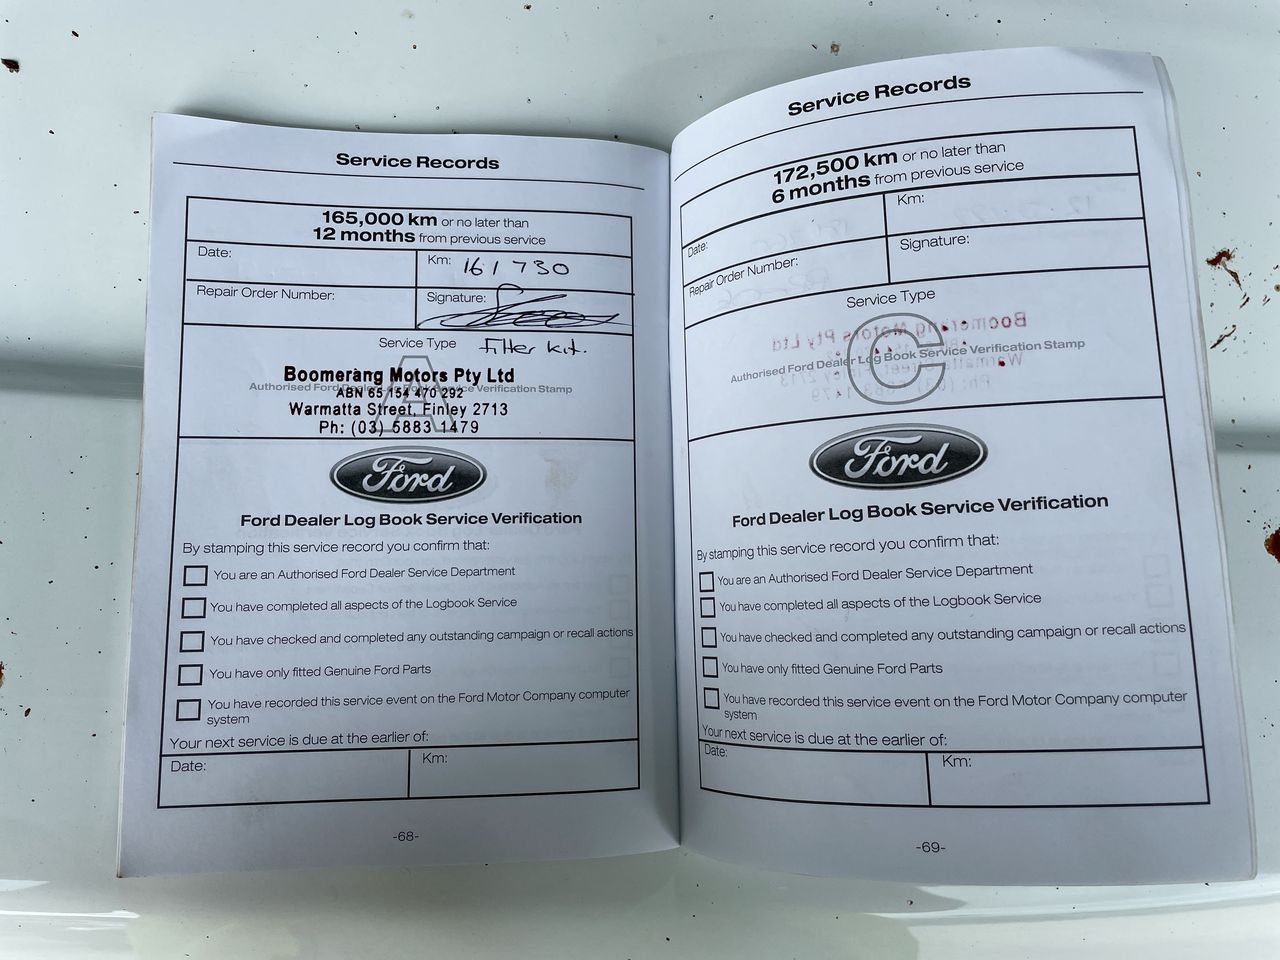 Service Records
165,000 km or no later than
12 months from previous service
Date:
Km: 161730
Repair Order Number:
Signature:
Service Type Filter kit.
A
Authorised Ford Dealer Log Book Service Verification Stamp
Boomerang Motors Pty Ltd
ABN 65 154 470 292
Warmatta Street, Finley 2713
Ph: (03) 5883 1479
Ford
Ford Dealer Log Book Service Verification
By stamping this service record you confirm that:
You are an Authorised Ford Dealer Service Department
You have completed all aspects of the Logbook Service
You have checked and completed any outstanding campaign or recall actions
You have only fitted Genuine Ford Parts
You have recorded this service event on the Ford Motor Company computer
system
Your next service is due at the earlier of:
Date:
Km:
-68-
Service Records
172,500 km or no later than
6 months from previous service
Date:
Km:
Repair Order Number:
Signature:
Service Type
C
Authorised Ford Dealer Log Book Service Verification Stamp
Ford
Ford Dealer Log Book Service Verification
By stamping this service record you confirm that:
You are an Authorised Ford Dealer Service Department
You have completed all aspects of the Logbook Service
You have checked and completed any outstanding campaign or recall actions
You have only fitted Genuine Ford Parts
You have recorded this service event on the Ford Motor Company computer
system
Your next service is due at the earlier of:
Date:
Km:
-69-